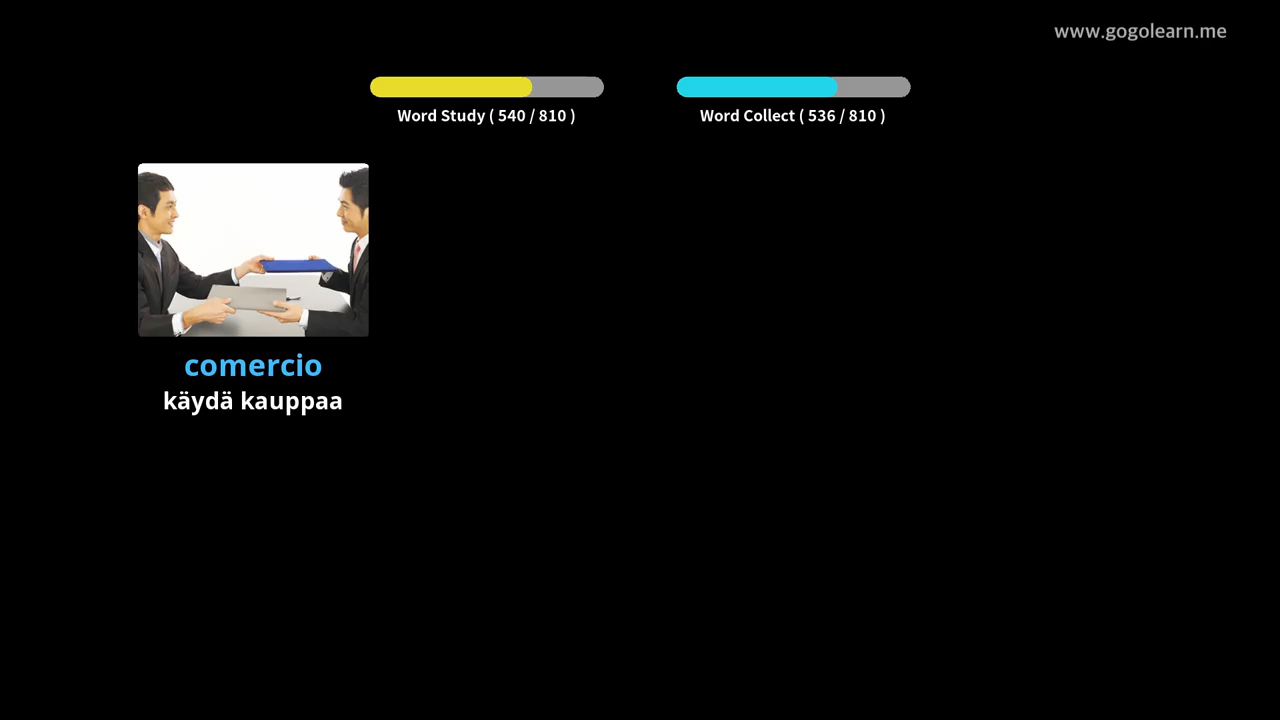 www.gogolearn.me
Word Study ( 540 / 810 )
Word Collect ( 536 / 810 )
comercio
käydä kauppaa